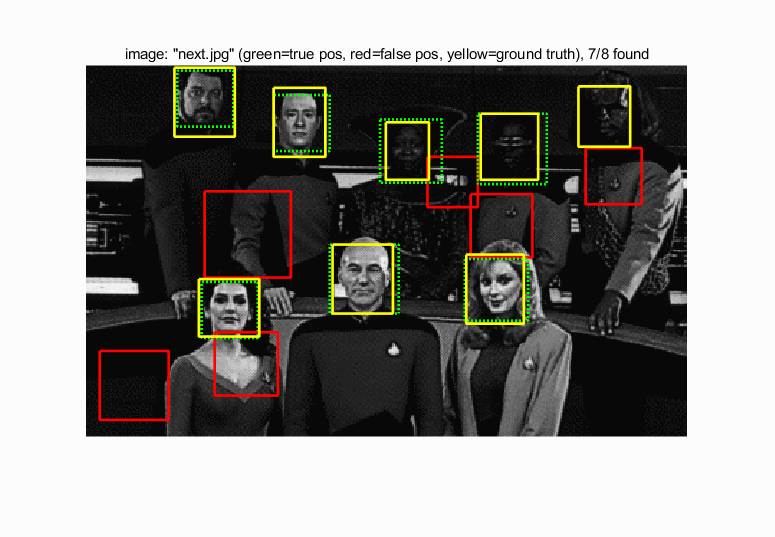 image: "next.jpg" (green=true pos, red=false pos, yellow=ground truth), 7/8 found